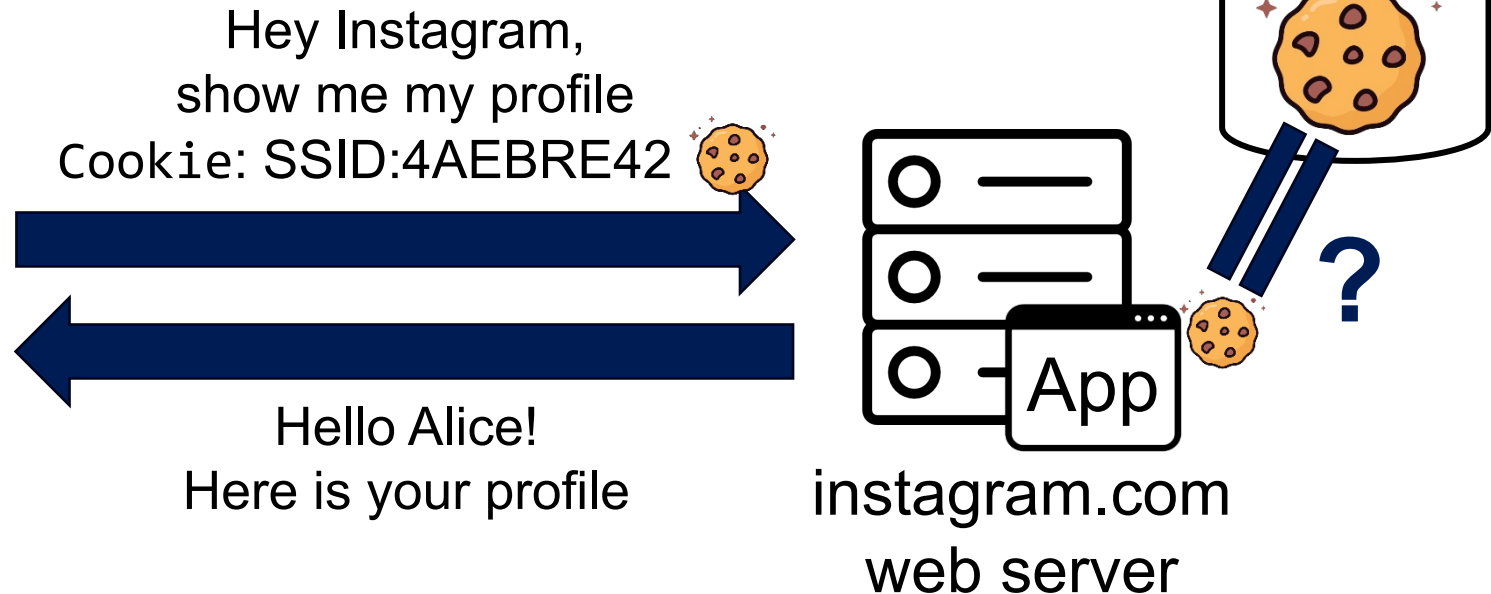 Hey Instagram,
show me my profile
Cookie: SSID:4AEBRE42
Hello Alice!
Here is your profile
?
App
instagram.com
web server